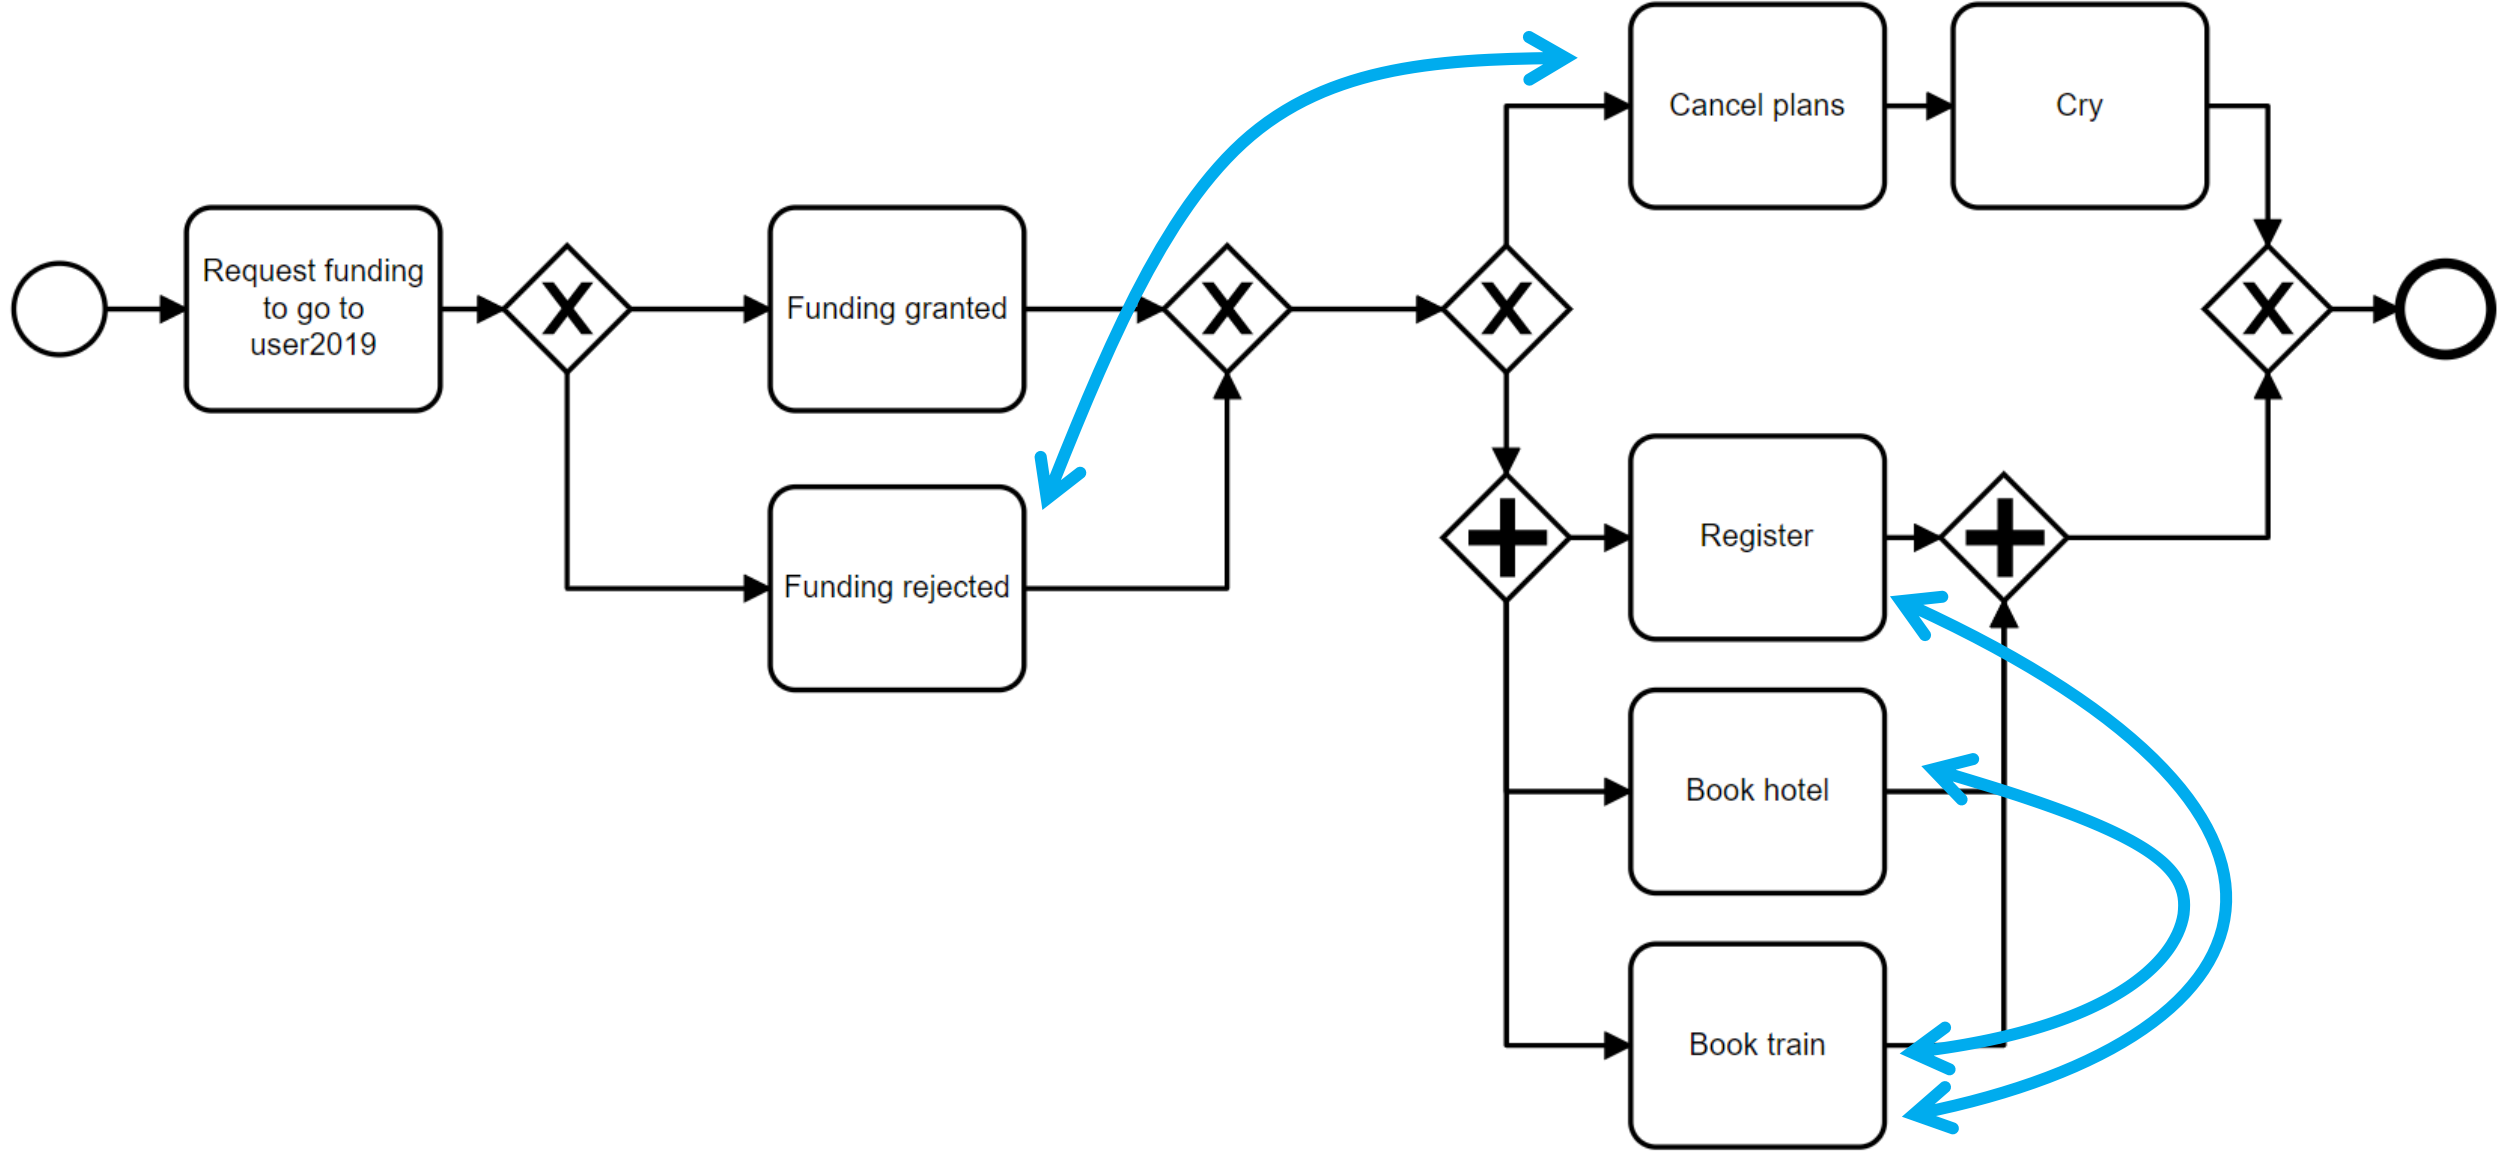 Request funding
to go to
user2019
X
Funding granted
Funding rejected
X
X
Cancel plans
Cry
Register
Book hotel
Book train
X